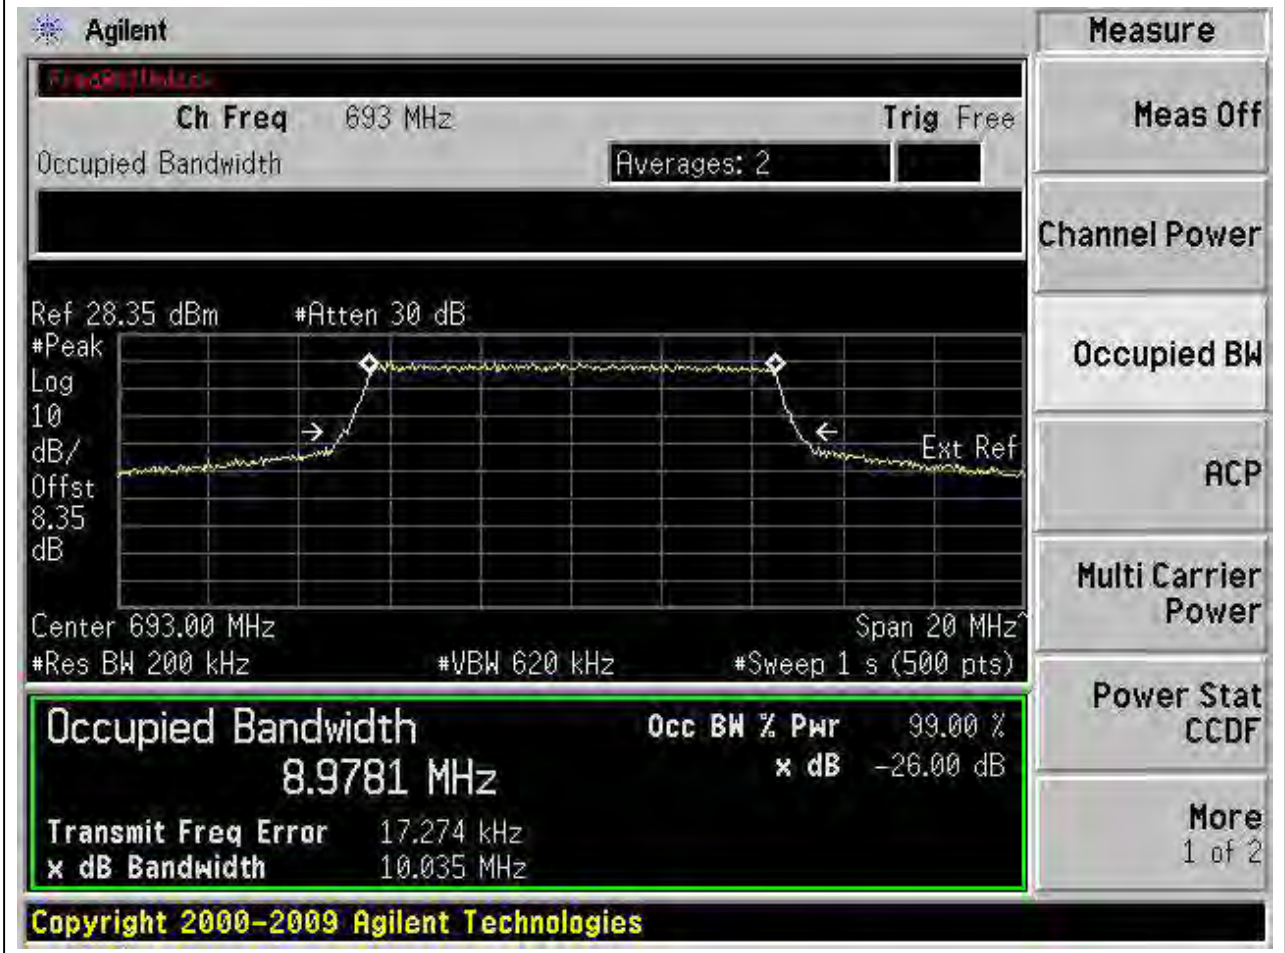 Agilent
Measure
Ch Freq 693 MHz Trig Free
Occupied Bandwidth Averages: 2
Ref 28.35 dBm #Atten 30 dB
#Peak
Log
10
dB/
Offst
8.35
dB
Ext Ref
Center 693.00 MHz Span 20 MHz^
#Res BW 200 kHz #VBW 620 kHz #Sweep 1 s (500 pts)
Occupied Bandwidth Occ BW % Pwr 99.00 %
8.9781 MHz x dB -26.00 dB
Transmit Freq Error 17.274 kHz
x dB Bandwidth 10.035 MHz
Copyright 2000-2009 Agilent Technologies
Meas Off
Channel Power
Occupied BW
ACP
Multi Carrier
Power
Power Stat
CCDF
More
1 of 2